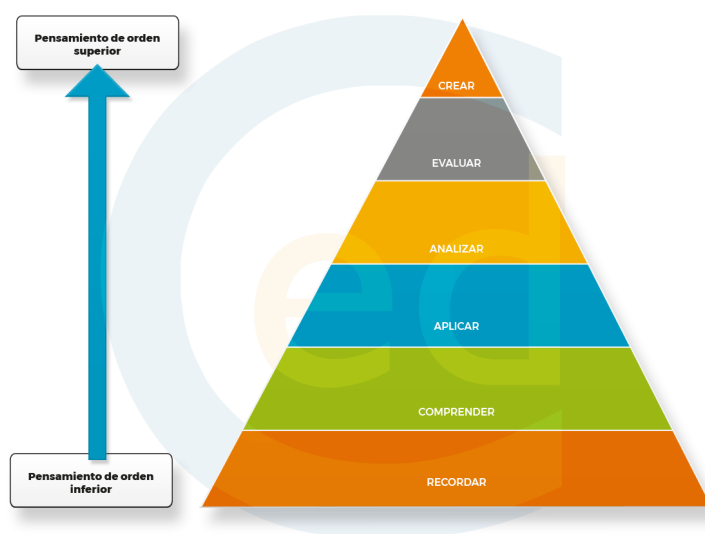 Pensamiento de orden
superior
CREAR
EVALUAR
ANALIZAR
APLICAR
COMPRENDER
RECORDAR
Pensamiento de orden
inferior